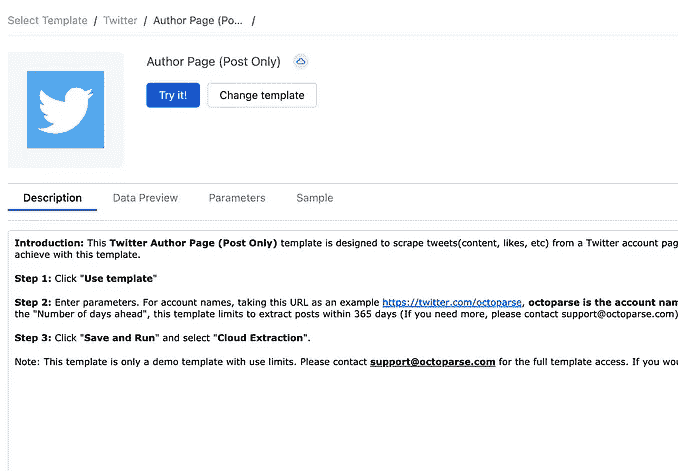 Select Template / Twitter / Author Page (Po... /
Author Page (Post Only)
Try it! Change template
Description Data Preview Parameters Sample
Introduction: This Twitter Author Page (Post Only) template is designed to scrape tweets(content, likes, etc) from a Twitter account pag
achieve with this template.
Step 1: Click "Use template"
Step 2: Enter parameters. For account names, taking this URL as an example https://twitter.com/octoparse, octoparse is the account nam
the "Number of days ahead", this template limits to extract posts within 365 days (If you need more, please contact support@octoparse.com)
Step 3: Click "Save and Run" and select "Cloud Extraction".
Note: This template is only a demo template with use limits. Please contact support@octoparse.com for the full template access. If you wou